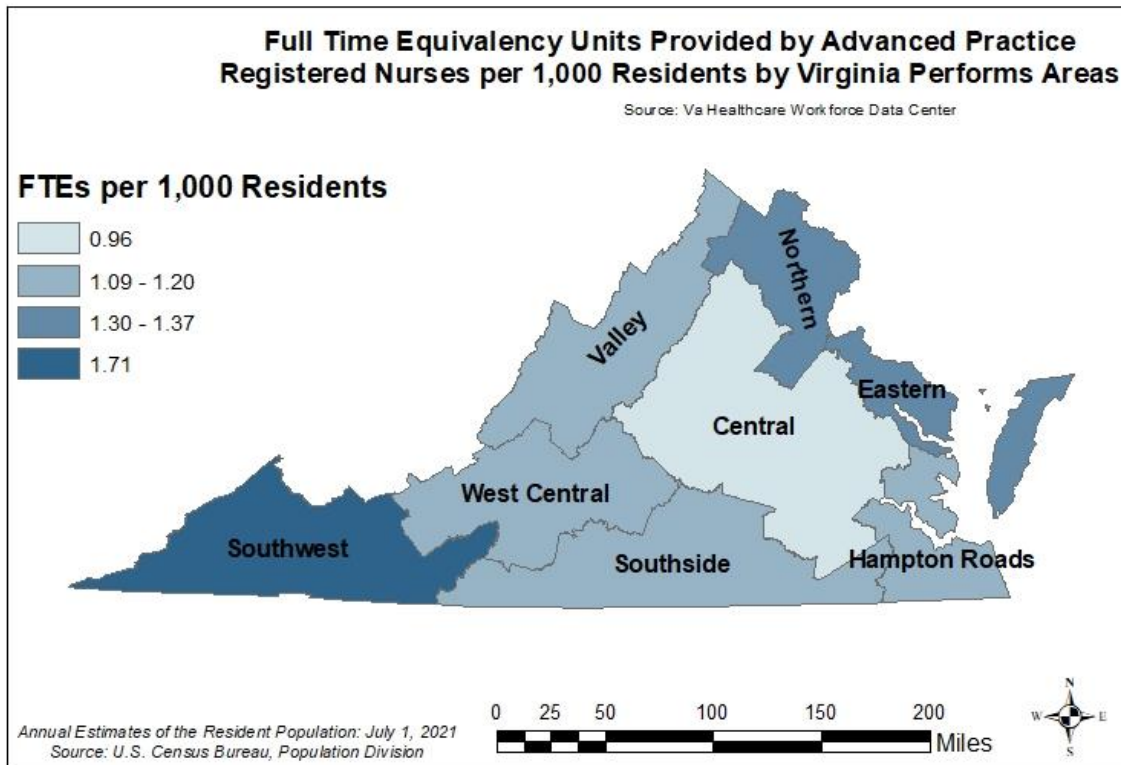 Full Time Equivalency Units Provided by Advanced Practice
Registered Nurses per 1,000 Residents by Virginia Performs Areas
Source: Va Healthcare Workforce Data Center
FTEs per 1,000 Residents
0.96
1.09 - 1.20
1.30 - 1.37
1.71
Northern
Valley
Eastern
Central
West Central
Southwest
Southside
Hampton Roads
Annual Estimates of the Resident Population: July 1, 2021
Source: U.S. Census Bureau, Population Division
0 25 50 100 150 200
Miles
N
W E
S